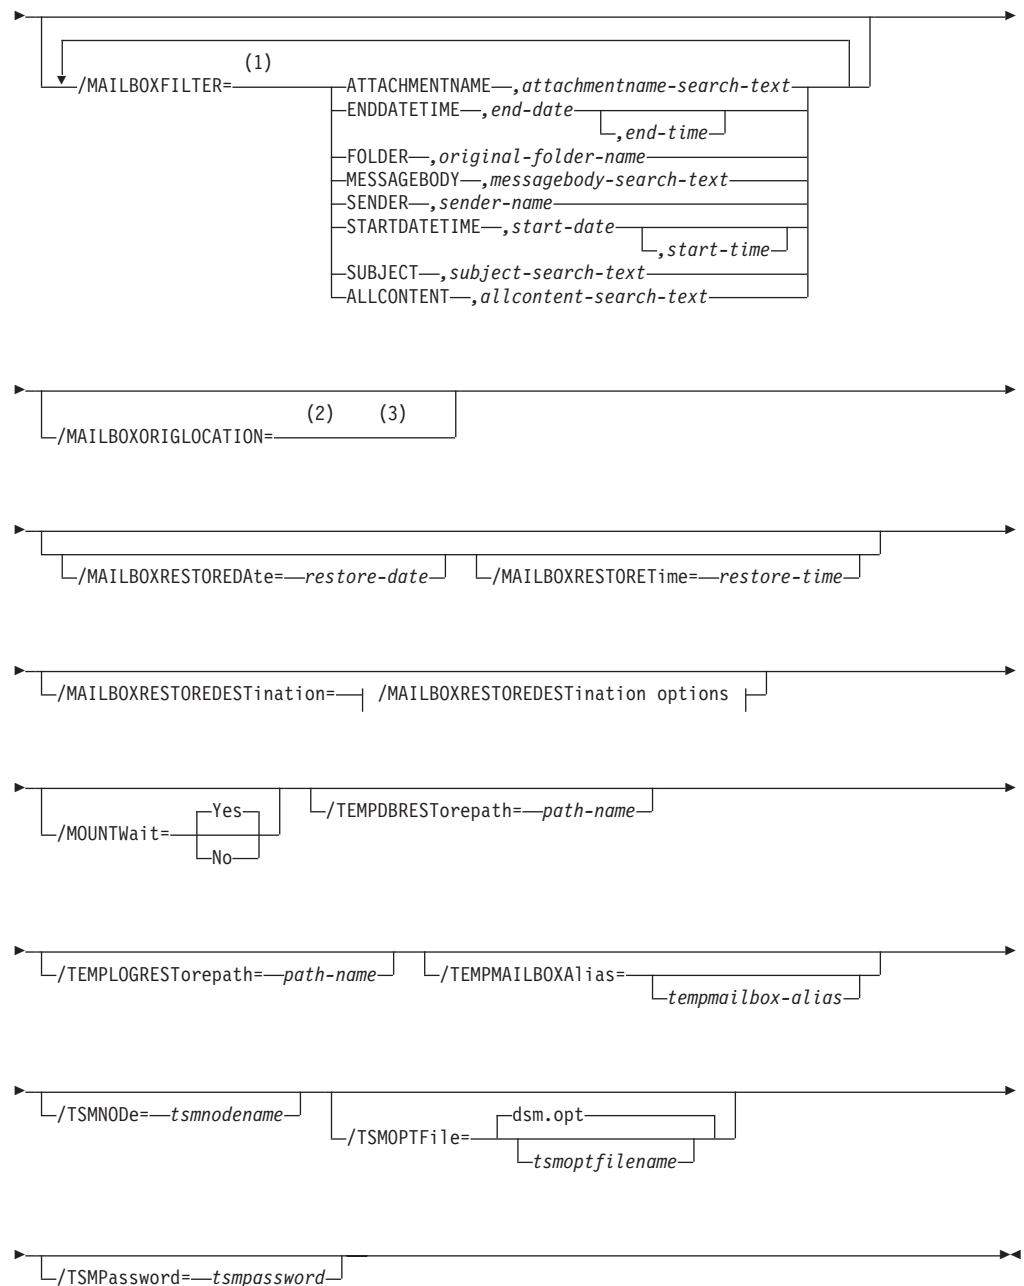 (1)
/MAILBOXFILTER= ATTACHMENTNAME ,attachmentname-search-text
ENDDATETIME ,end-date
,end-time
FOLDER ,original-folder-name
MESSAGEBODY ,messagebody-search-text
SENDER ,sender-name
STARTDATETIME ,start-date
,start-time
SUBJECT ,subject-search-text
ALLCONTENT ,allcontent-search-text
(2) (3)
/MAILBOXORIGLOCATION=
/MAILBOXRESTOREDAte= restore-date /MAILBOXRESTORETime= restore-time
/MAILBOXRESTOREDESTination= /MAILBOXRESTOREDESTination options
Yes /TEMPDBRESTorepath= path-name
/MOUNTWait=
No
/TEMPLOGRESTorepath= path-name /TEMPMAILBOXAlias=
tempmailbox-alias
/TSMNODe= tsmnodename dsm.opt
/TSMOPTFile=
tsmoptfilename
/TSMPassword= tsmpassword